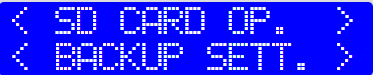 < SD CARD OP. >
< BACKUP SETT. >